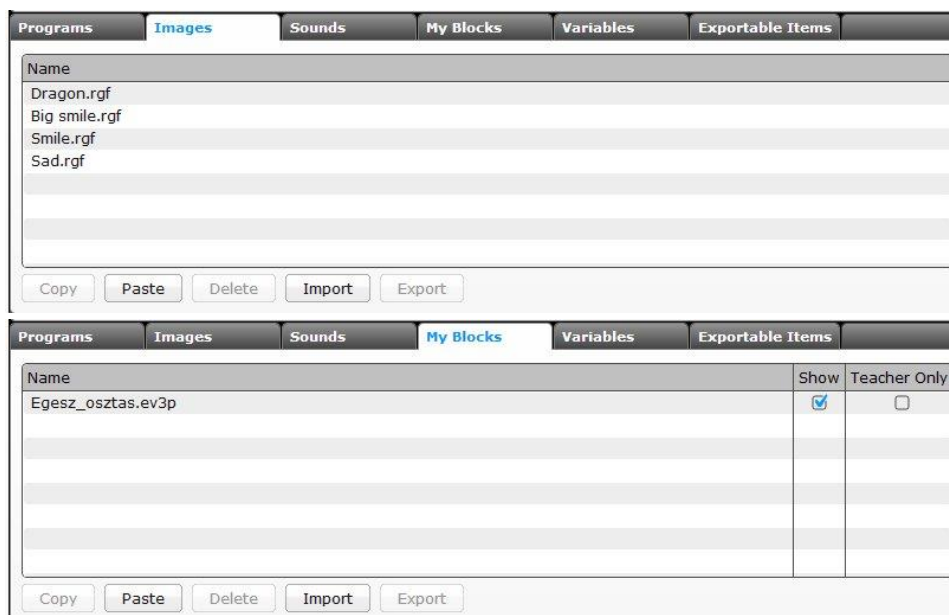 Programs Images Sounds My Blocks Variables Exportable Items
Name
Dragon.rgf
Big smile.rgf
Smile.rgf
Sad.rgf
Copy Paste Delete Import Export
Programs Images Sounds My Blocks Variables Exportable Items
Name Show Teacher Only
Egesz_osztas.ev3p
Copy Paste Delete Import Export